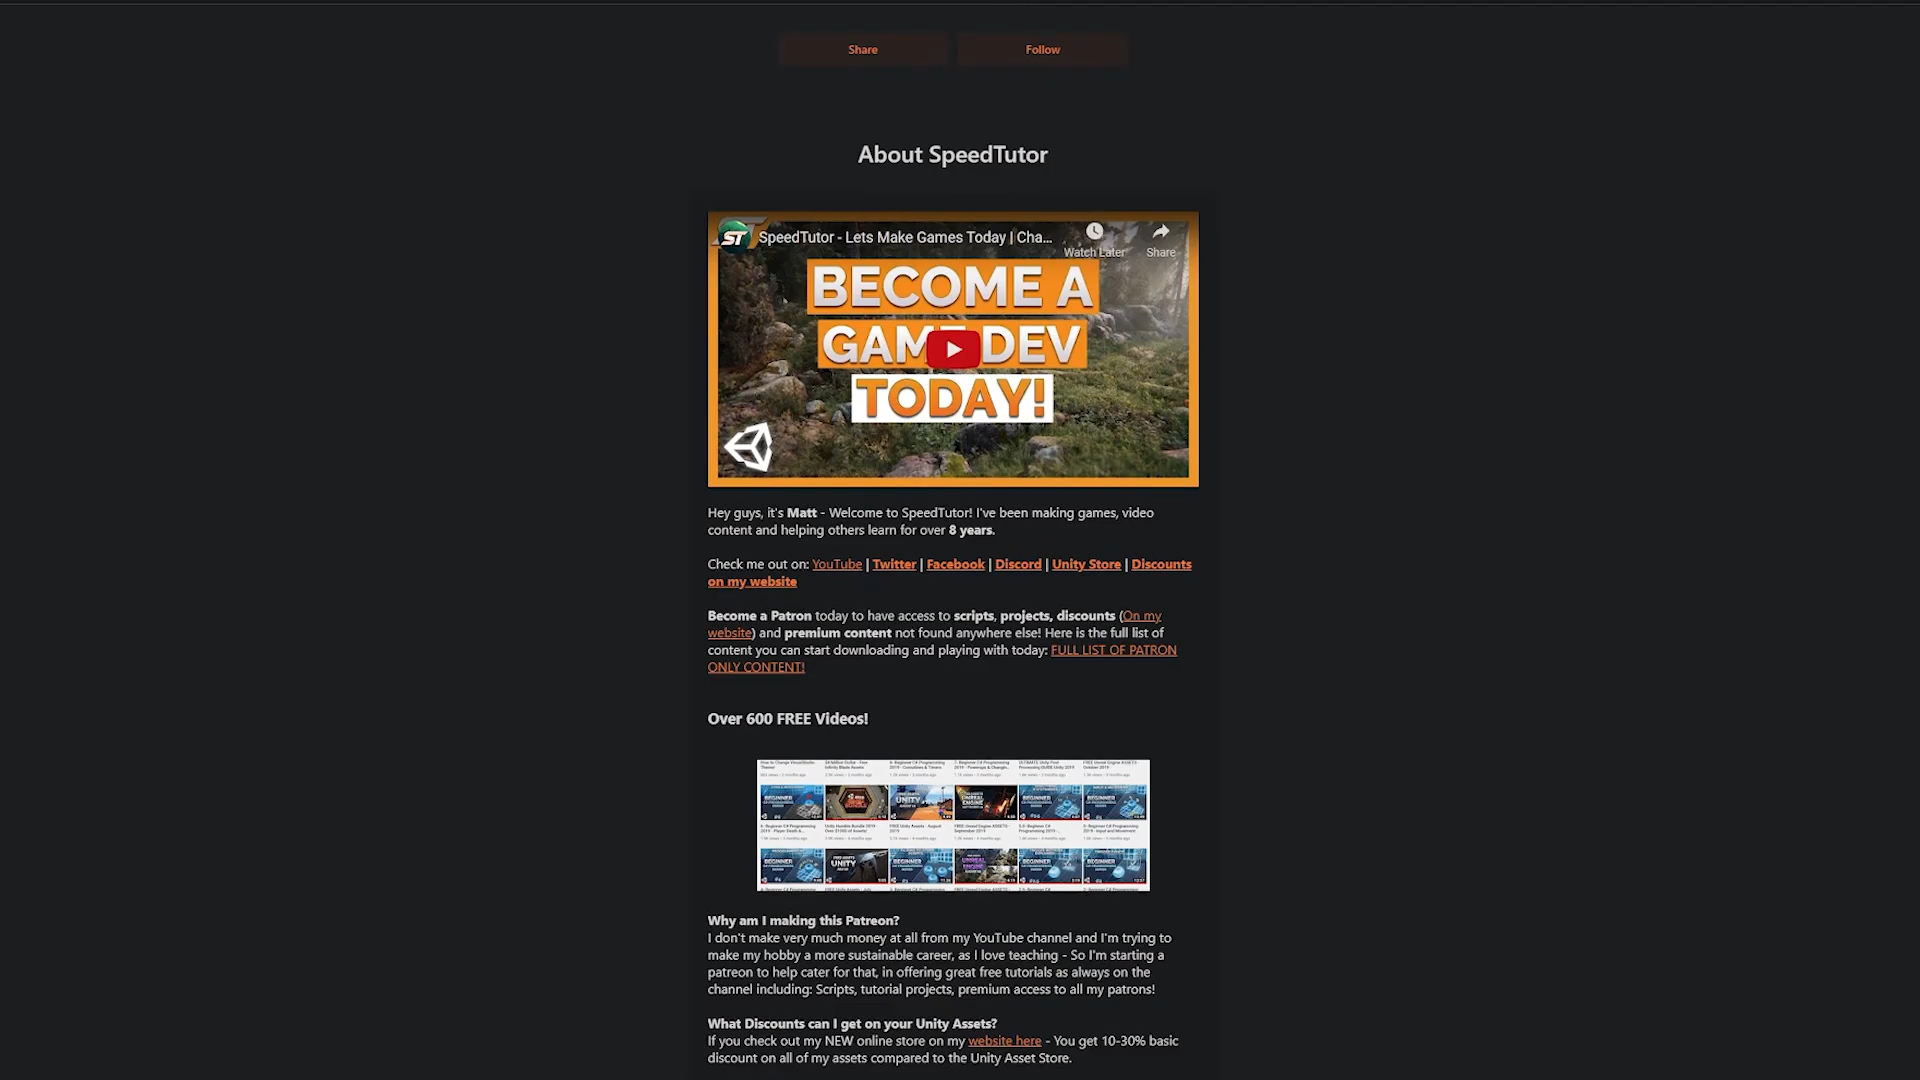 Share
Follow
About SpeedTutor
ST
SpeedTutor - Lets Make Games Today | Cha...
Watch Later
Share
BECOME A
GAME DEV
TODAY!
Hey guys, it's Matt - Welcome to SpeedTutor! I've been making games, video
content and helping others learn for over 8 years.
Check me out on: YouTube | Twitter | Facebook | Discord | Unity Store | Discounts
on my website
Become a Patron today to have access to scripts, projects, discounts (On my
website) and premium content not found anywhere else! Here is the full list of
content you can start downloading and playing with today: FULL LIST OF PATRON
ONLY CONTENT!
Over 600 FREE Videos!
BEGINNER
UNITY
BEGINNER
BEGINNER
BEGINNER
UNITY
BEGINNER
BEGINNER
BEGINNER
Why am I making this Patreon?
I don't make very much money at all from my YouTube channel and I'm trying to
make my hobby a more sustainable career, as I love teaching - So I'm starting a
patreon to help cater for that, in offering great free tutorials as always on the
channel including: Scripts, tutorial projects, premium access to all my patrons!
What Discounts can I get on your Unity Assets?
If you check out my NEW online store on my website here - You get 10-30% basic
discount on all of my assets compared to the Unity Asset Store.